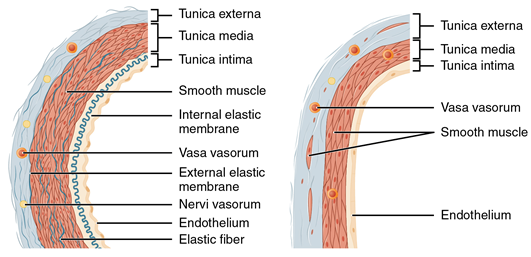 Tunica externa
Tunica media
Tunica intima
Smooth muscle
Internal elastic
membrane
Vasa vasorum
External elastic
membrane
Nervi vasorum
Endothelium
Elastic fiber
Tunica externa
Tunica media
Tunica intima
Vasa vasorum
Smooth muscle
Endothelium